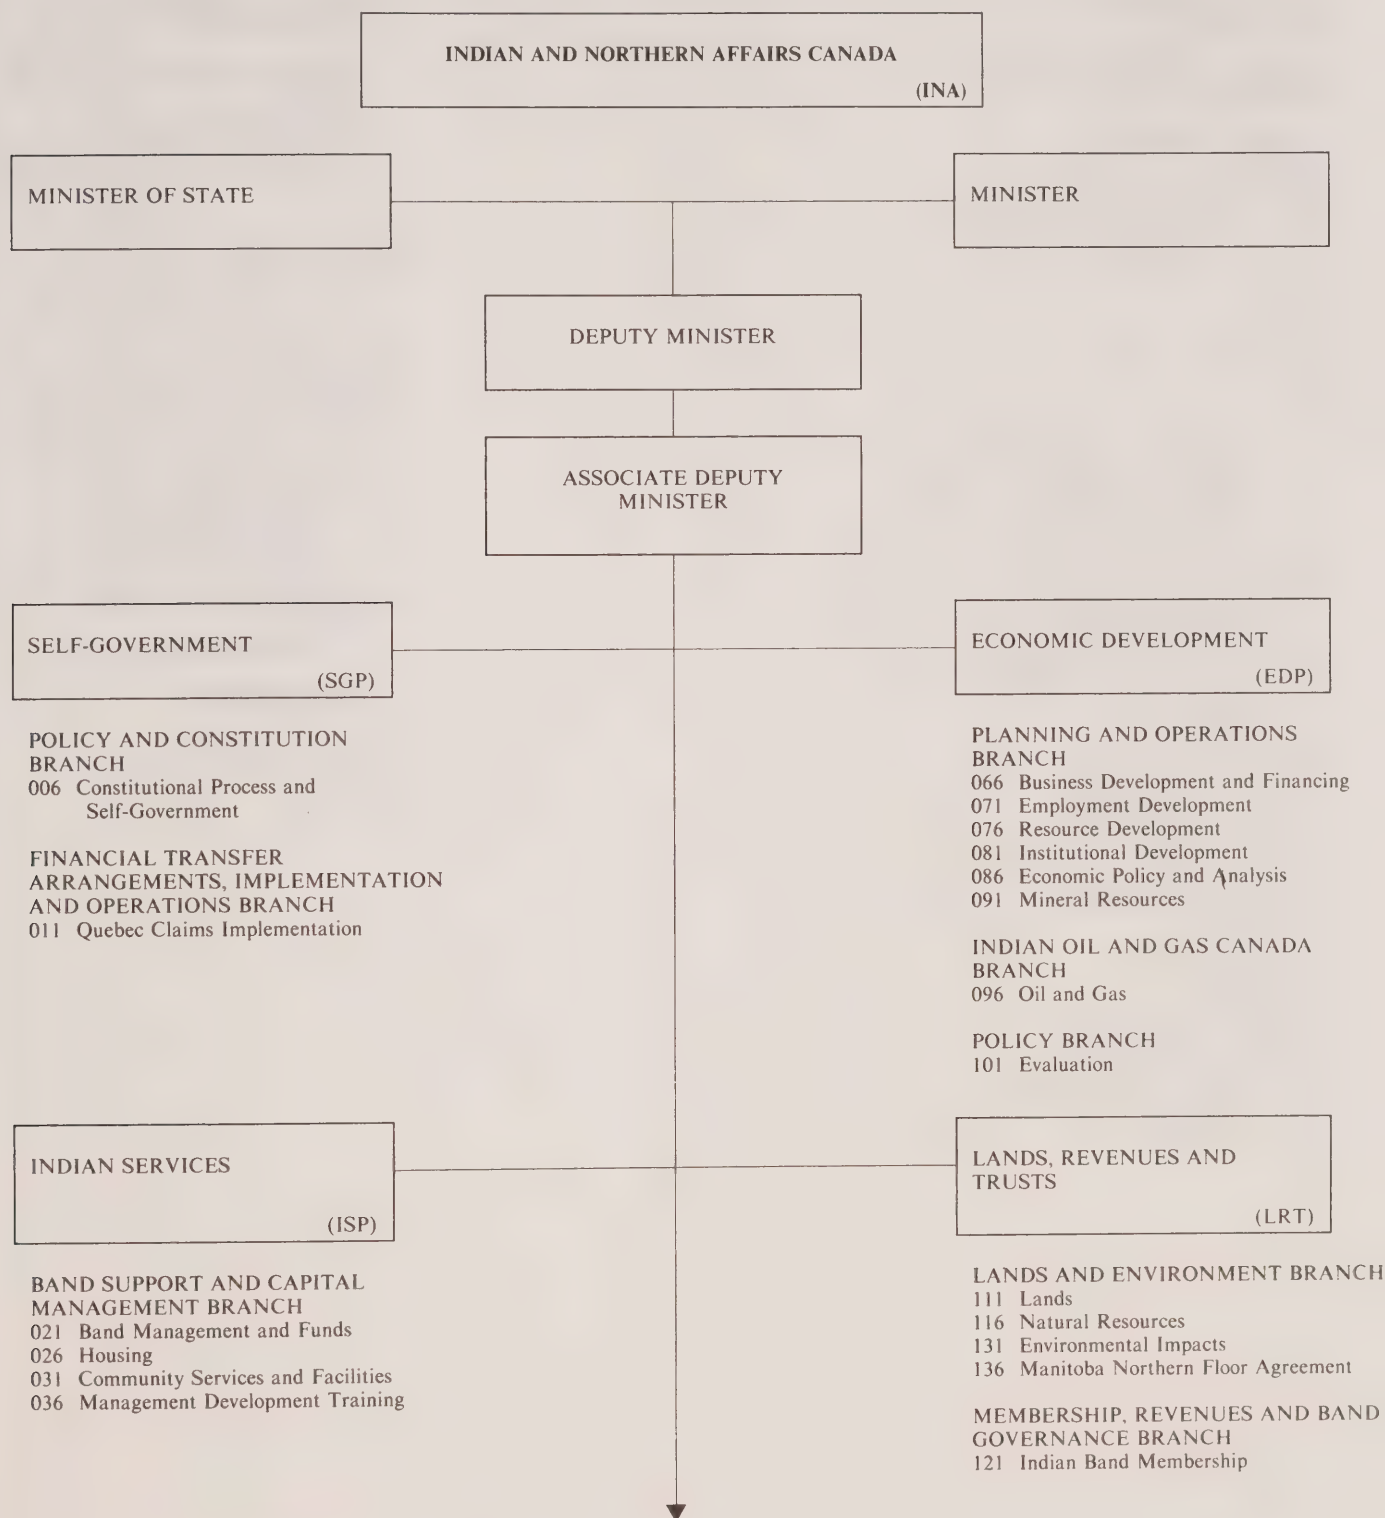 INDIAN AND NORTHERN AFFAIRS CANADA
(INA)
MINISTER OF STATE
MINISTER
DEPUTY MINISTER
ASSOCIATE DEPUTY
MINISTER
SELF-GOVERNMENT
(SGP)
POLICY AND CONSTITUTION
BRANCH
006 Constitutional Process and
Self-Government
FINANCIAL TRANSFER
ARRANGEMENTS, IMPLEMENTATION
AND OPERATIONS BRANCH
011 Quebec Claims Implementation
ECONOMIC DEVELOPMENT
(EDP)
PLANNING AND OPERATIONS
BRANCH
066 Business Development and Financing
071 Employment Development
076 Resource Development
081 Institutional Development
086 Economic Policy and Analysis
091 Mineral Resources
INDIAN OIL AND GAS CANADA
BRANCH
096 Oil and Gas
POLICY BRANCH
101 Evaluation
INDIAN SERVICES
(ISP)
BAND SUPPORT AND CAPITAL
MANAGEMENT BRANCH
021 Band Management and Funds
026 Housing
031 Community Services and Facilities
036 Management Development Training
LANDS, REVENUES AND
TRUSTS
(LRT)
LANDS AND ENVIRONMENT BRANCH
111 Lands
116 Natural Resources
131 Environmental Impacts
136 Manitoba Northern Floor Agreement
MEMBERSHIP, REVENUES AND BAND
GOVERNANCE BRANCH
121 Indian Band Membership